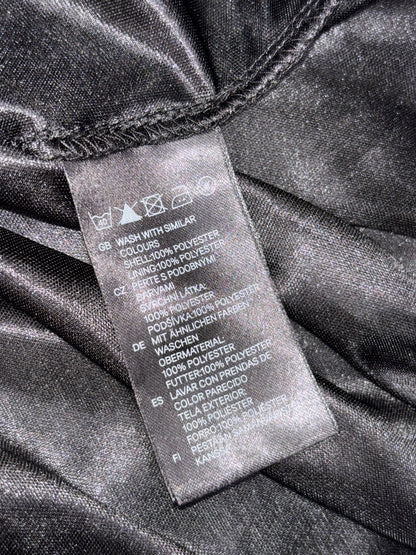 GB WASH WITH SIMILAR
COLOURS
SHELL:100% POLYESTER
LINING:100% POLYESTER
CZ PERTE S PODOBNÝMI
BARVAMI
SVRCHNÍ LÁTKA:
100% POLYESTER
PODŠÍVKA:100% POLYESTER
DE MIT ÄHNLICHEN FARBEN
WASCHEN
OBERMATERIAL:
100% POLYESTER
FUTTER:100% POLYESTER
ES LAVAR CON PRENDAS DE
COLOR PARECIDO
TELA EXTERIOR:
100% POLIÉSTER
FORRO:100% POLIÉSTER
FI PESTÄVÄ
KANSSA